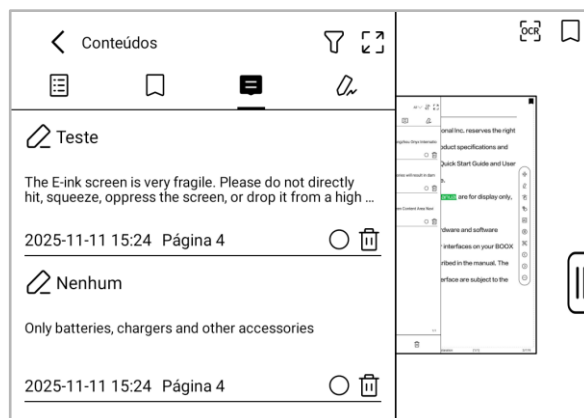 Conteúdos
OCR
Teste
The E-ink screen is very fragile. Please do not directly
hit, squeeze, oppress the screen, or drop it from a high ...
2025-11-11 15:24 Página 4
Nenhum
Only batteries, chargers and other accessories
2025-11-11 15:24 Página 4
onal Inc. reserves the right
oduct specifications and
Quick Start Guide and User
are for display only,
rdware and software
interfaces on your BOOX
ribed in the manual. The
erface are subject to the